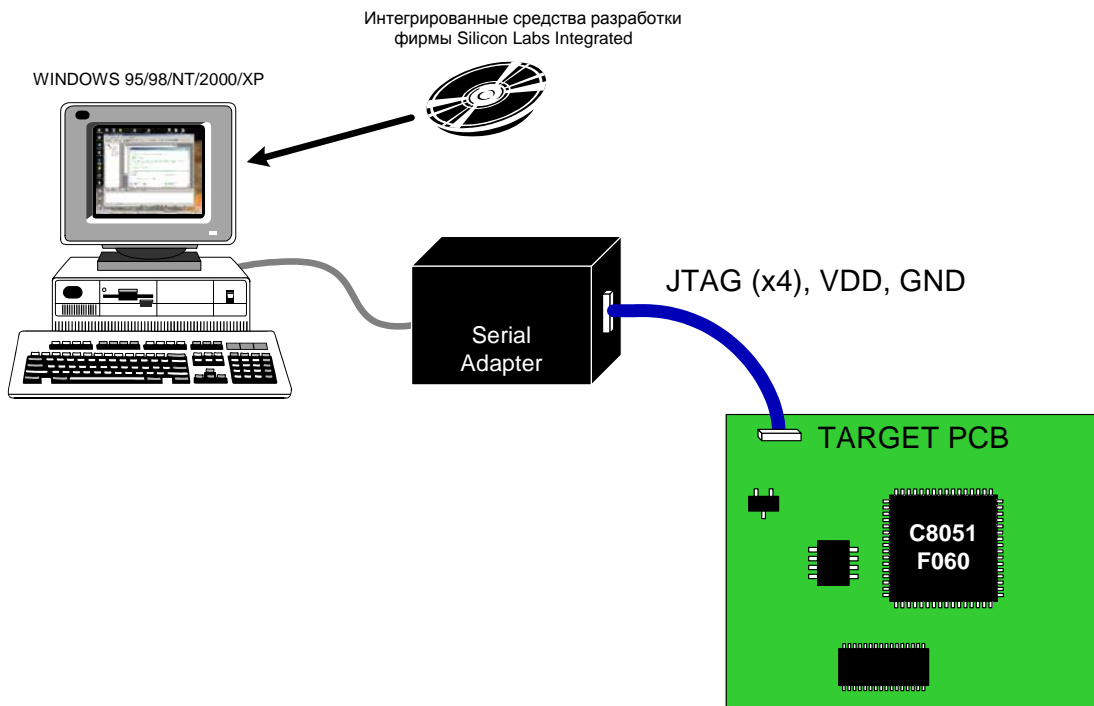 Интегрированные средства разработки
фирмы Silicon Labs Integrated
WINDOWS 95/98/NT/2000/XP
JTAG (x4), VDD, GND
Serial
Adapter
TARGET PCB
C8051
F060